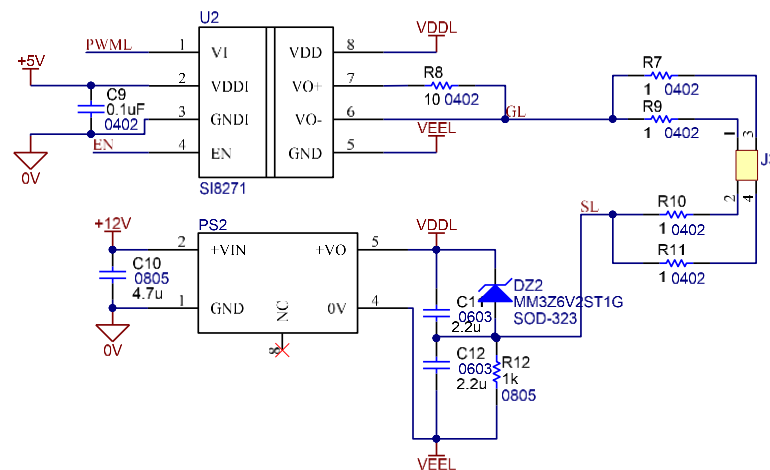 U2
VDDL
PWML
1
VI
VDD
8
R8
R7
+5V
2
VDDI
VO+
7
10 0402
1 0402
C9
0.1uF
0402
3
GNDI
VO-
6
GL
R9
1 0402
1
3
EN
4
EN
GND
5
VEEL
0V
SI8271
2
4
PS2
VDDL
SL
R10
1 0402
+12V
2
+VIN
+VO
5
R11
1 0402
C10
0805
4.7u
DZ2
MM3Z6V2ST1G
SOD-323
1
GND
NC
0V
4
C11
0603
2.2u
0V
8
C12
0603
2.2u
R12
1k
0805
VEEL